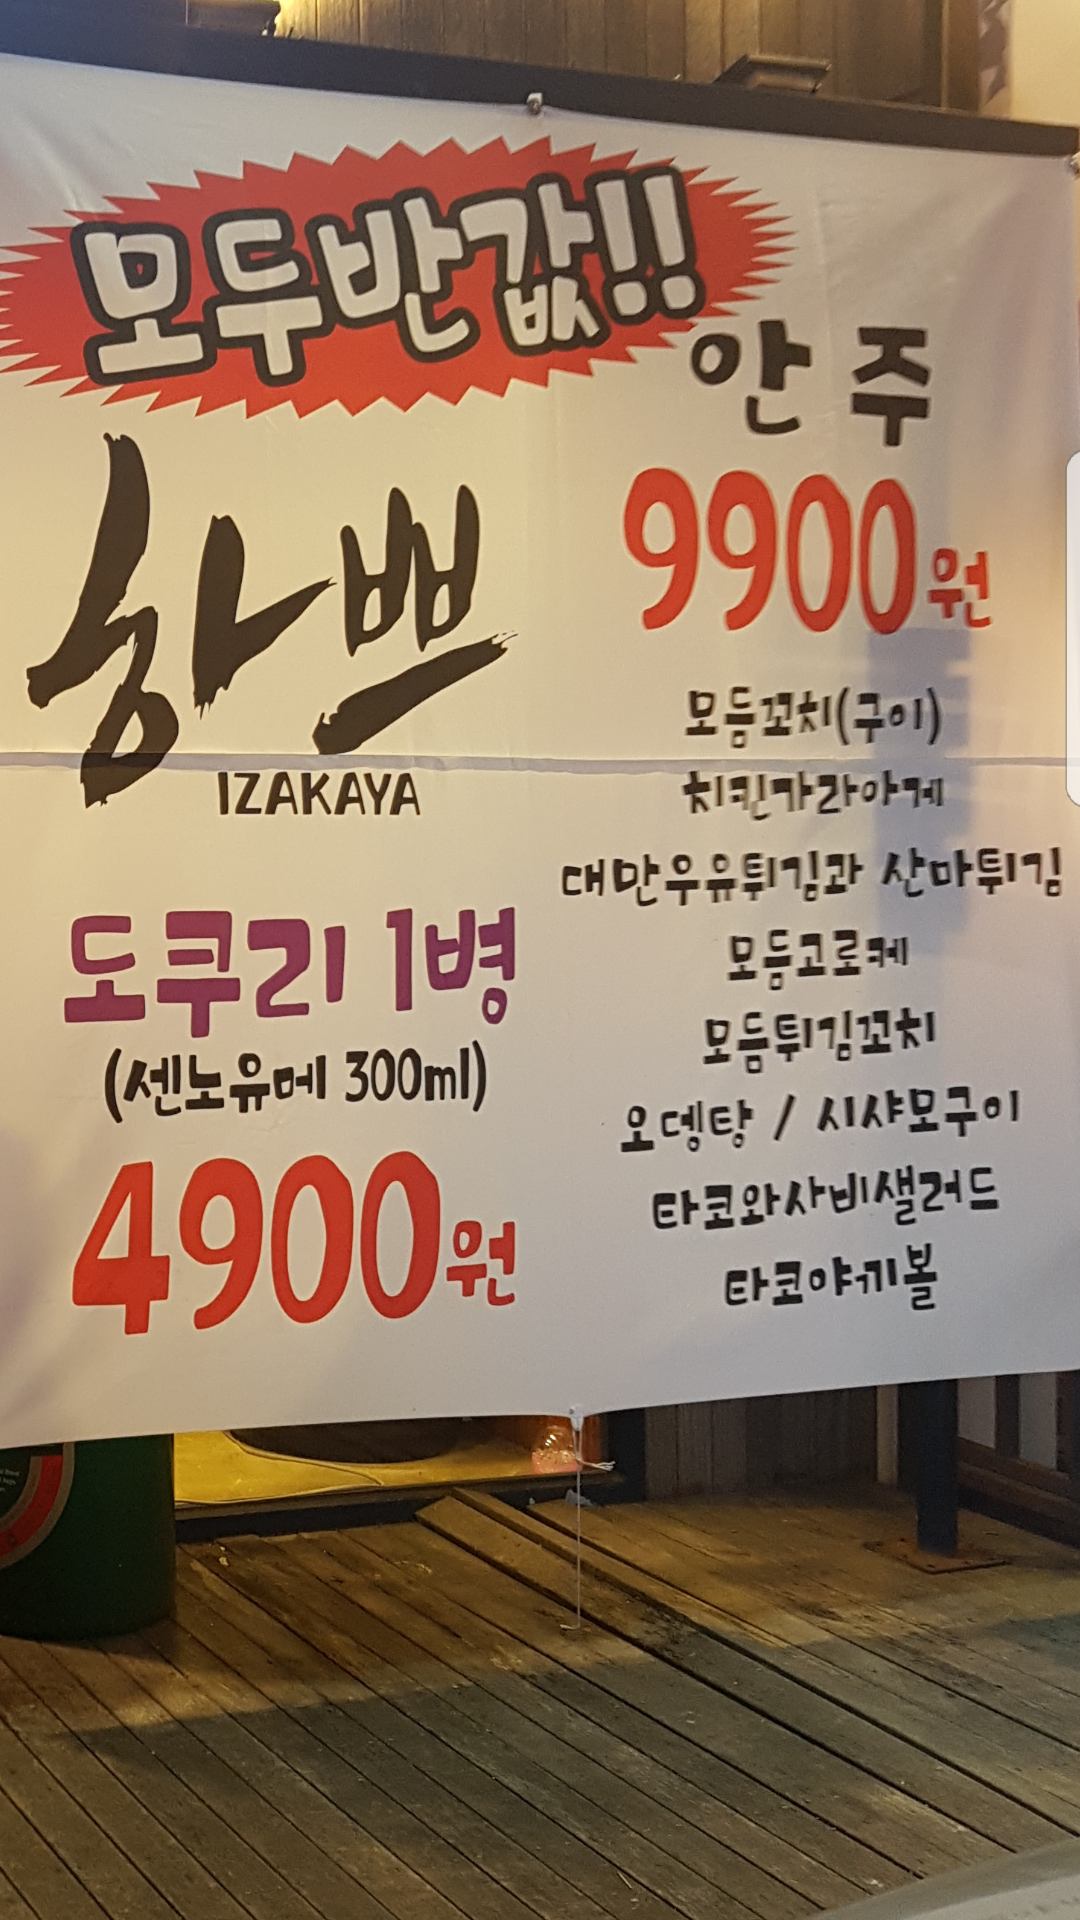 모두반값!!
하쁘
IZAKAYA
도쿠리 1병
(센노유메 300ml)
4900원
안주
9900원
모듬꼬치(구이)
치킨가라아게
대만우유튀김과 산마튀김
모듬고로케
모듬튀김꼬치
오뎅탕 / 시샤모구이
타코와사비샐러드
타코야끼볼